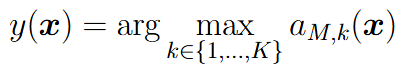 y(𝒙) = arg max_{k∈{1,...,K}} a_{M,k}(𝒙)